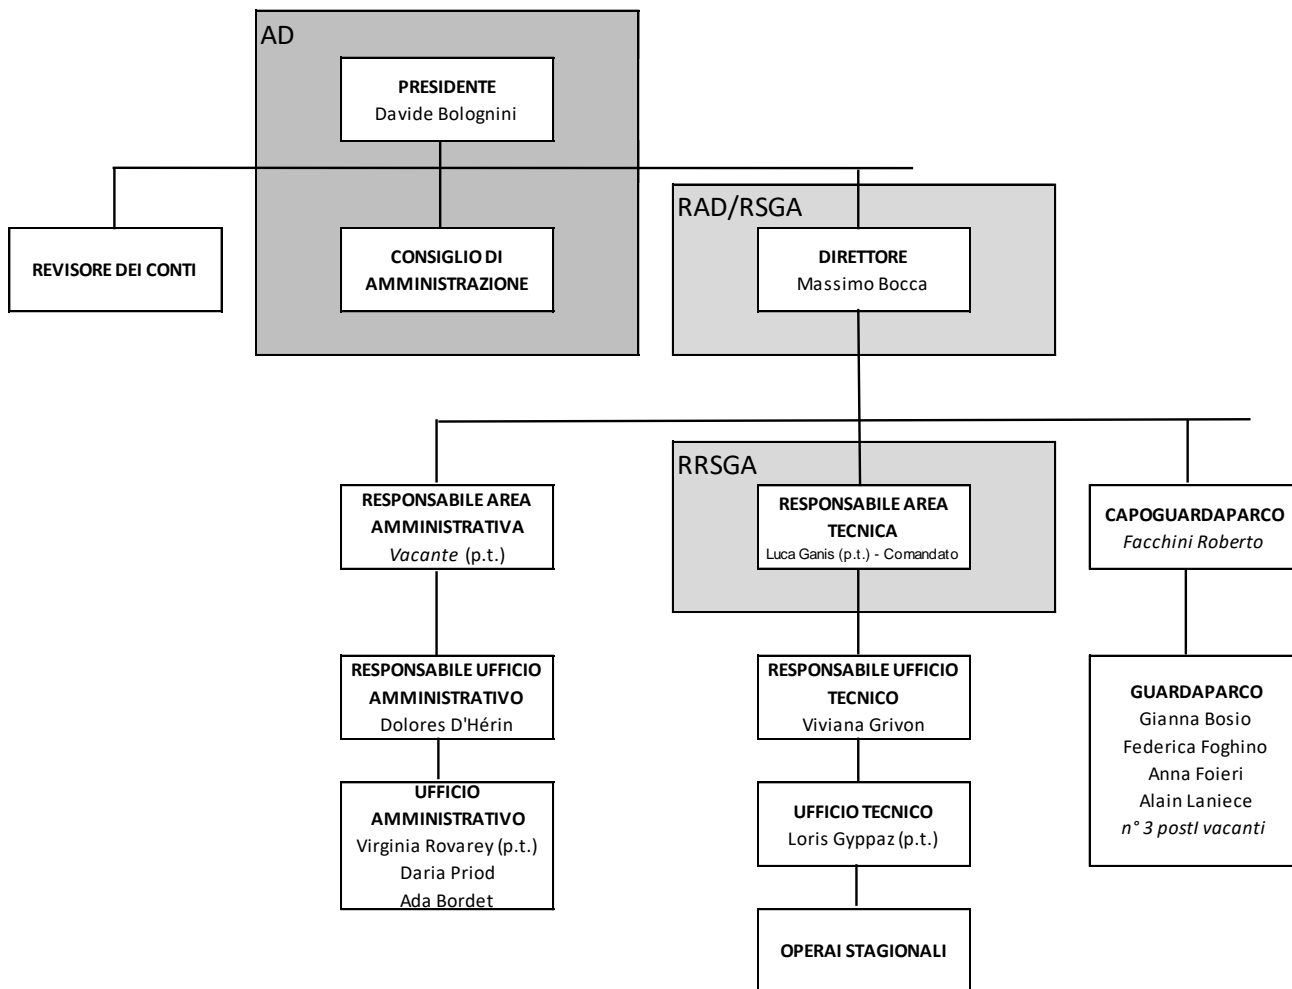 AD
PRESIDENTE
Davide Bolognini
REVISORE DEI CONTI
CONSIGLIO DI
AMMINISTRAZIONE
RAD/RSGA
DIRETTORE
Massimo Bocca
RESPONSABILE AREA
AMMINISTRATIVA
Vacante (p.t.)
RRSGA
RESPONSABILE AREA
TECNICA
Luca Ganis (p.t.) - Comandato
CAPOGUARDAPARCO
Facchini Roberto
RESPONSABILE UFFICIO
AMMINISTRATIVO
Dolores D'Hérin
RESPONSABILE UFFICIO
TECNICO
Viviana Grivon
GUARDAPARCO
Gianna Bosio
Federica Foghino
Anna Foieri
Alain Laniece
n° 3 postI vacanti
UFFICIO
AMMINISTRATIVO
Virginia Rovarey (p.t.)
Daria Priod
Ada Bordet
UFFICIO TECNICO
Loris Gyppaz (p.t.)
OPERAI STAGIONALI